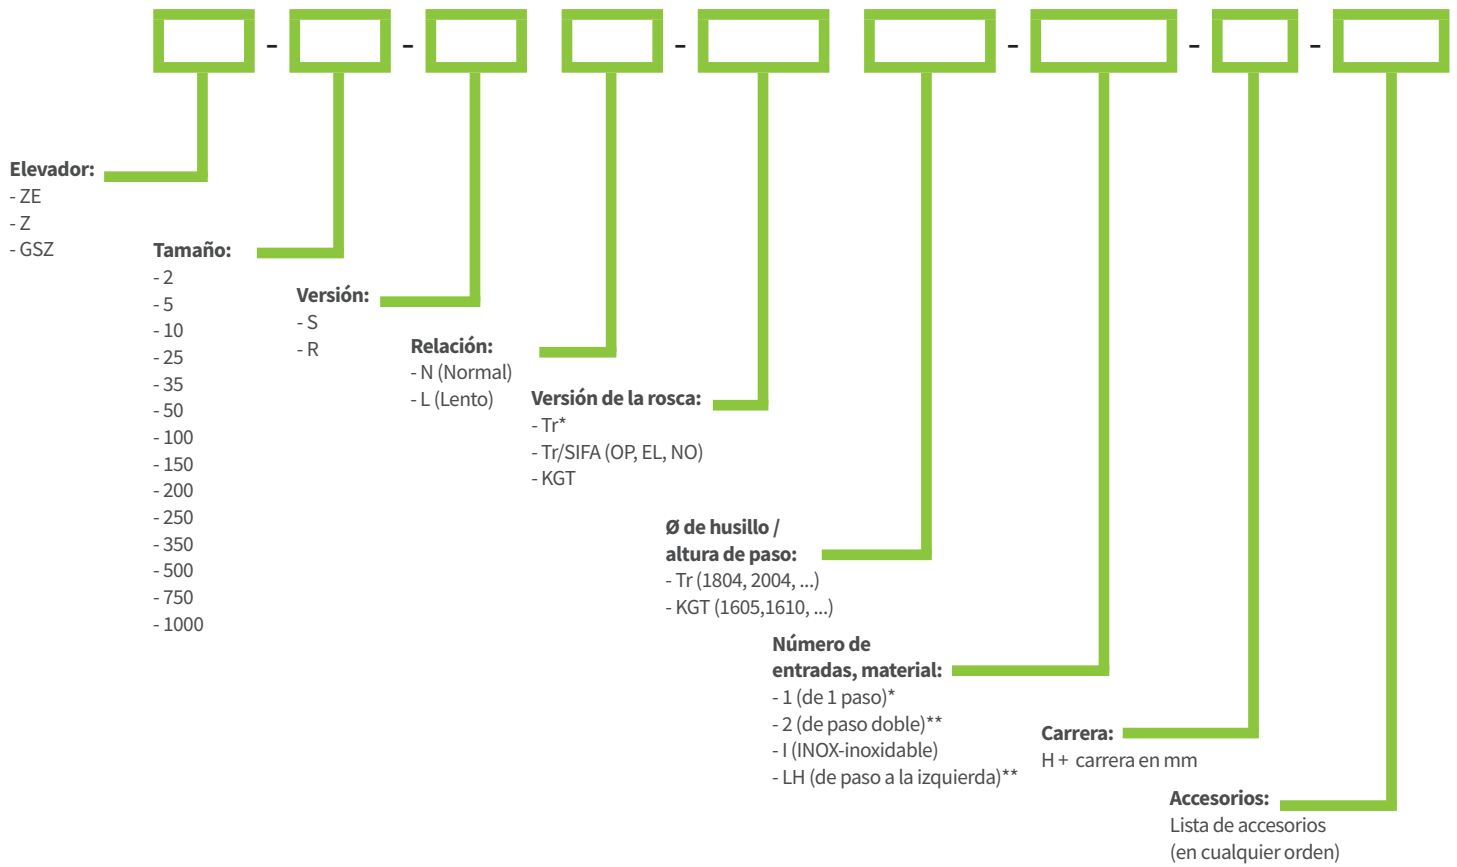 - - - - - -
Elevador:
- ZE
- Z
- GSZ
Tamaño:
- 2
- 5
- 10
- 25
- 35
- 50
- 100
- 150
- 200
- 250
- 350
- 500
- 750
- 1000
Versión:
- S
- R
Relación:
- N (Normal)
- L (Lento)
Versión de la rosca:
- Tr*
- Tr/SIFA (OP, EL, NO)
- KGT
Ø de husillo /
altura de paso:
- Tr (1804, 2004, ...)
- KGT (1605,1610, ...)
Número de
entradas, material:
- 1 (de 1 paso)*
- 2 (de paso doble)**
- I (INOX-inoxidable)
- LH (de paso a la izquierda)**
Carrera:
H + carrera en mm
Accesorios:
Lista de accesorios
(en cualquier orden)